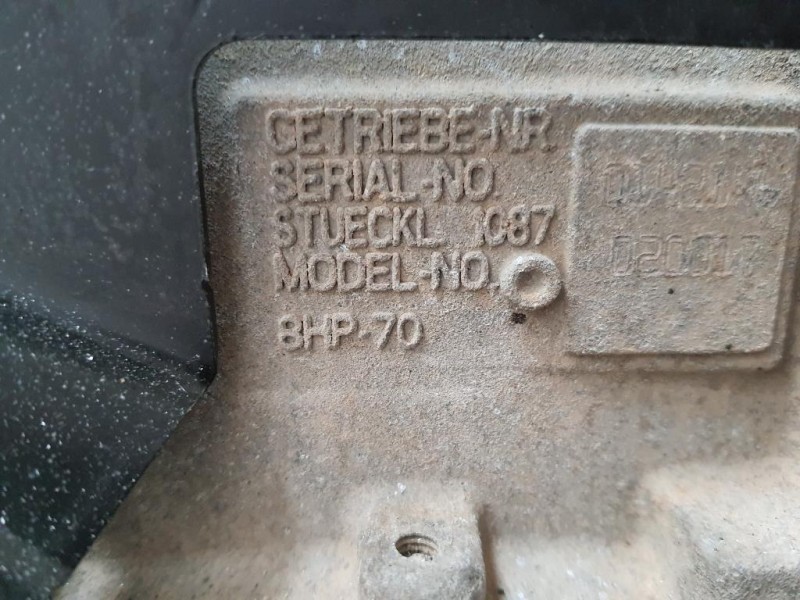 GETRIEBE-NR.
SERIAL-NO.
STUECKL 1087
MODEL-NO.
8HP-70